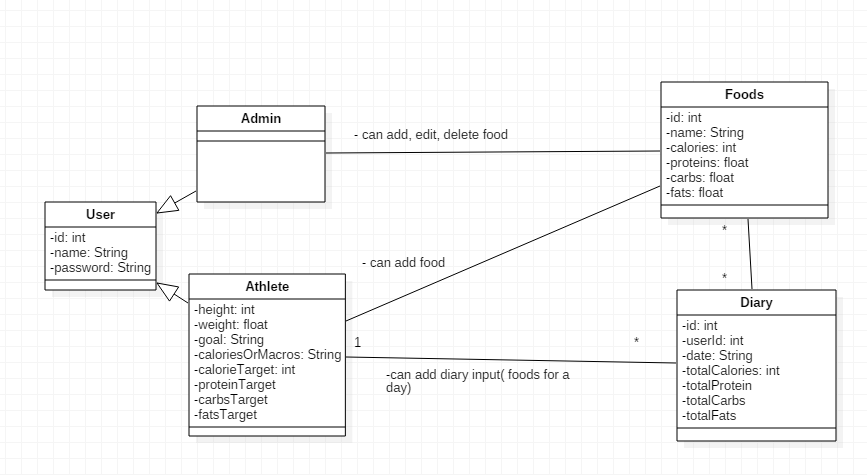 Foods
-id: int
-name: String
-calories: int
-proteins: float
-carbs: float
-fats: float
Admin
- can add, edit, delete food
User
-id: int
-name: String
-password: String
*
*
- can add food
Athlete
-height: int
-weight: float
-goal: String
-caloriesOrMacros: String
-calorieTarget: int
-proteinTarget
-carbsTarget
-fatsTarget
1
*
-can add diary input( foods for a
day)
Diary
-id: int
-userId: int
-date: String
-totalCalories: int
-totalProtein
-totalCarbs
-totalFats